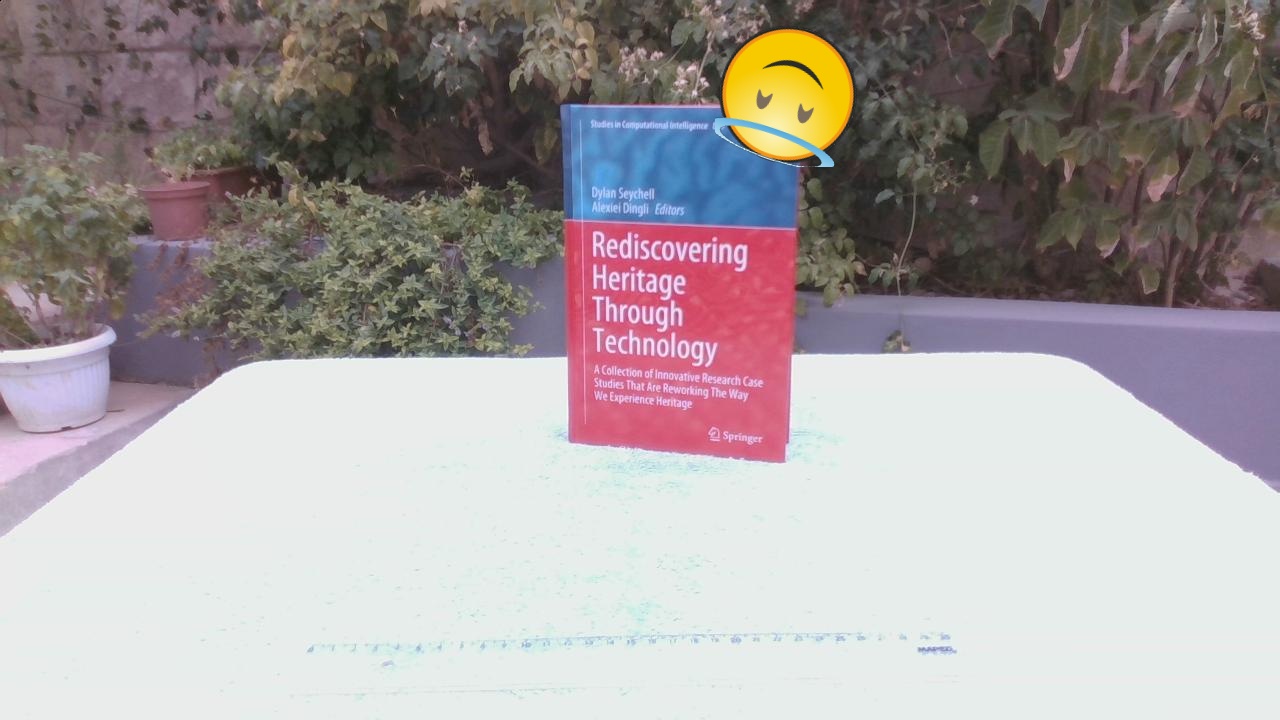 Studies in Computational Intelligence
Dylan Seychell
Alexiei Dingli Editors
Rediscovering
Heritage
Through
Technology
A Collection of Innovative Research Case
Studies That Are Reworking The Way
We Experience Heritage
Springer